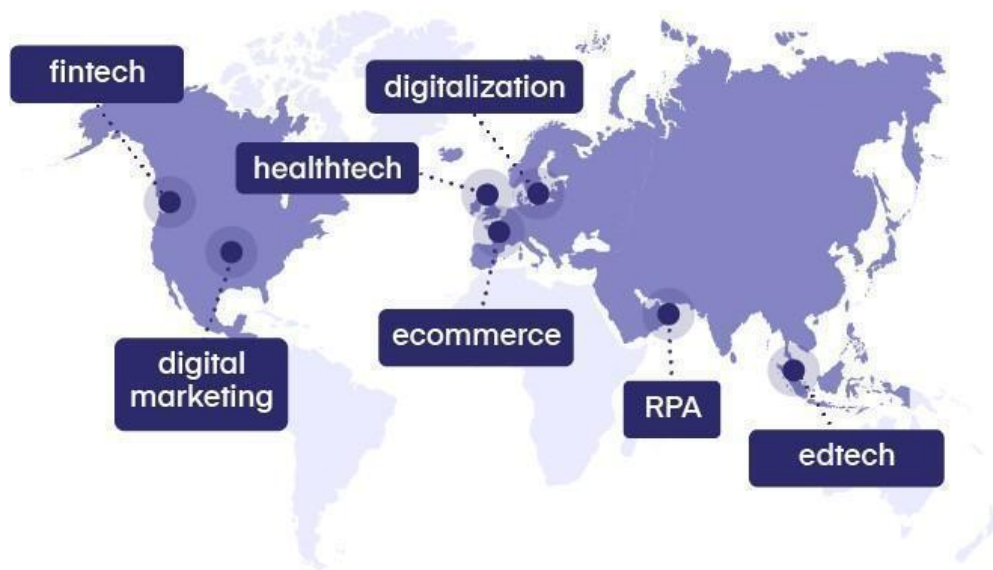 fintech
digitalization
healthtech
ecommerce
digital
marketing
RPA
edtech